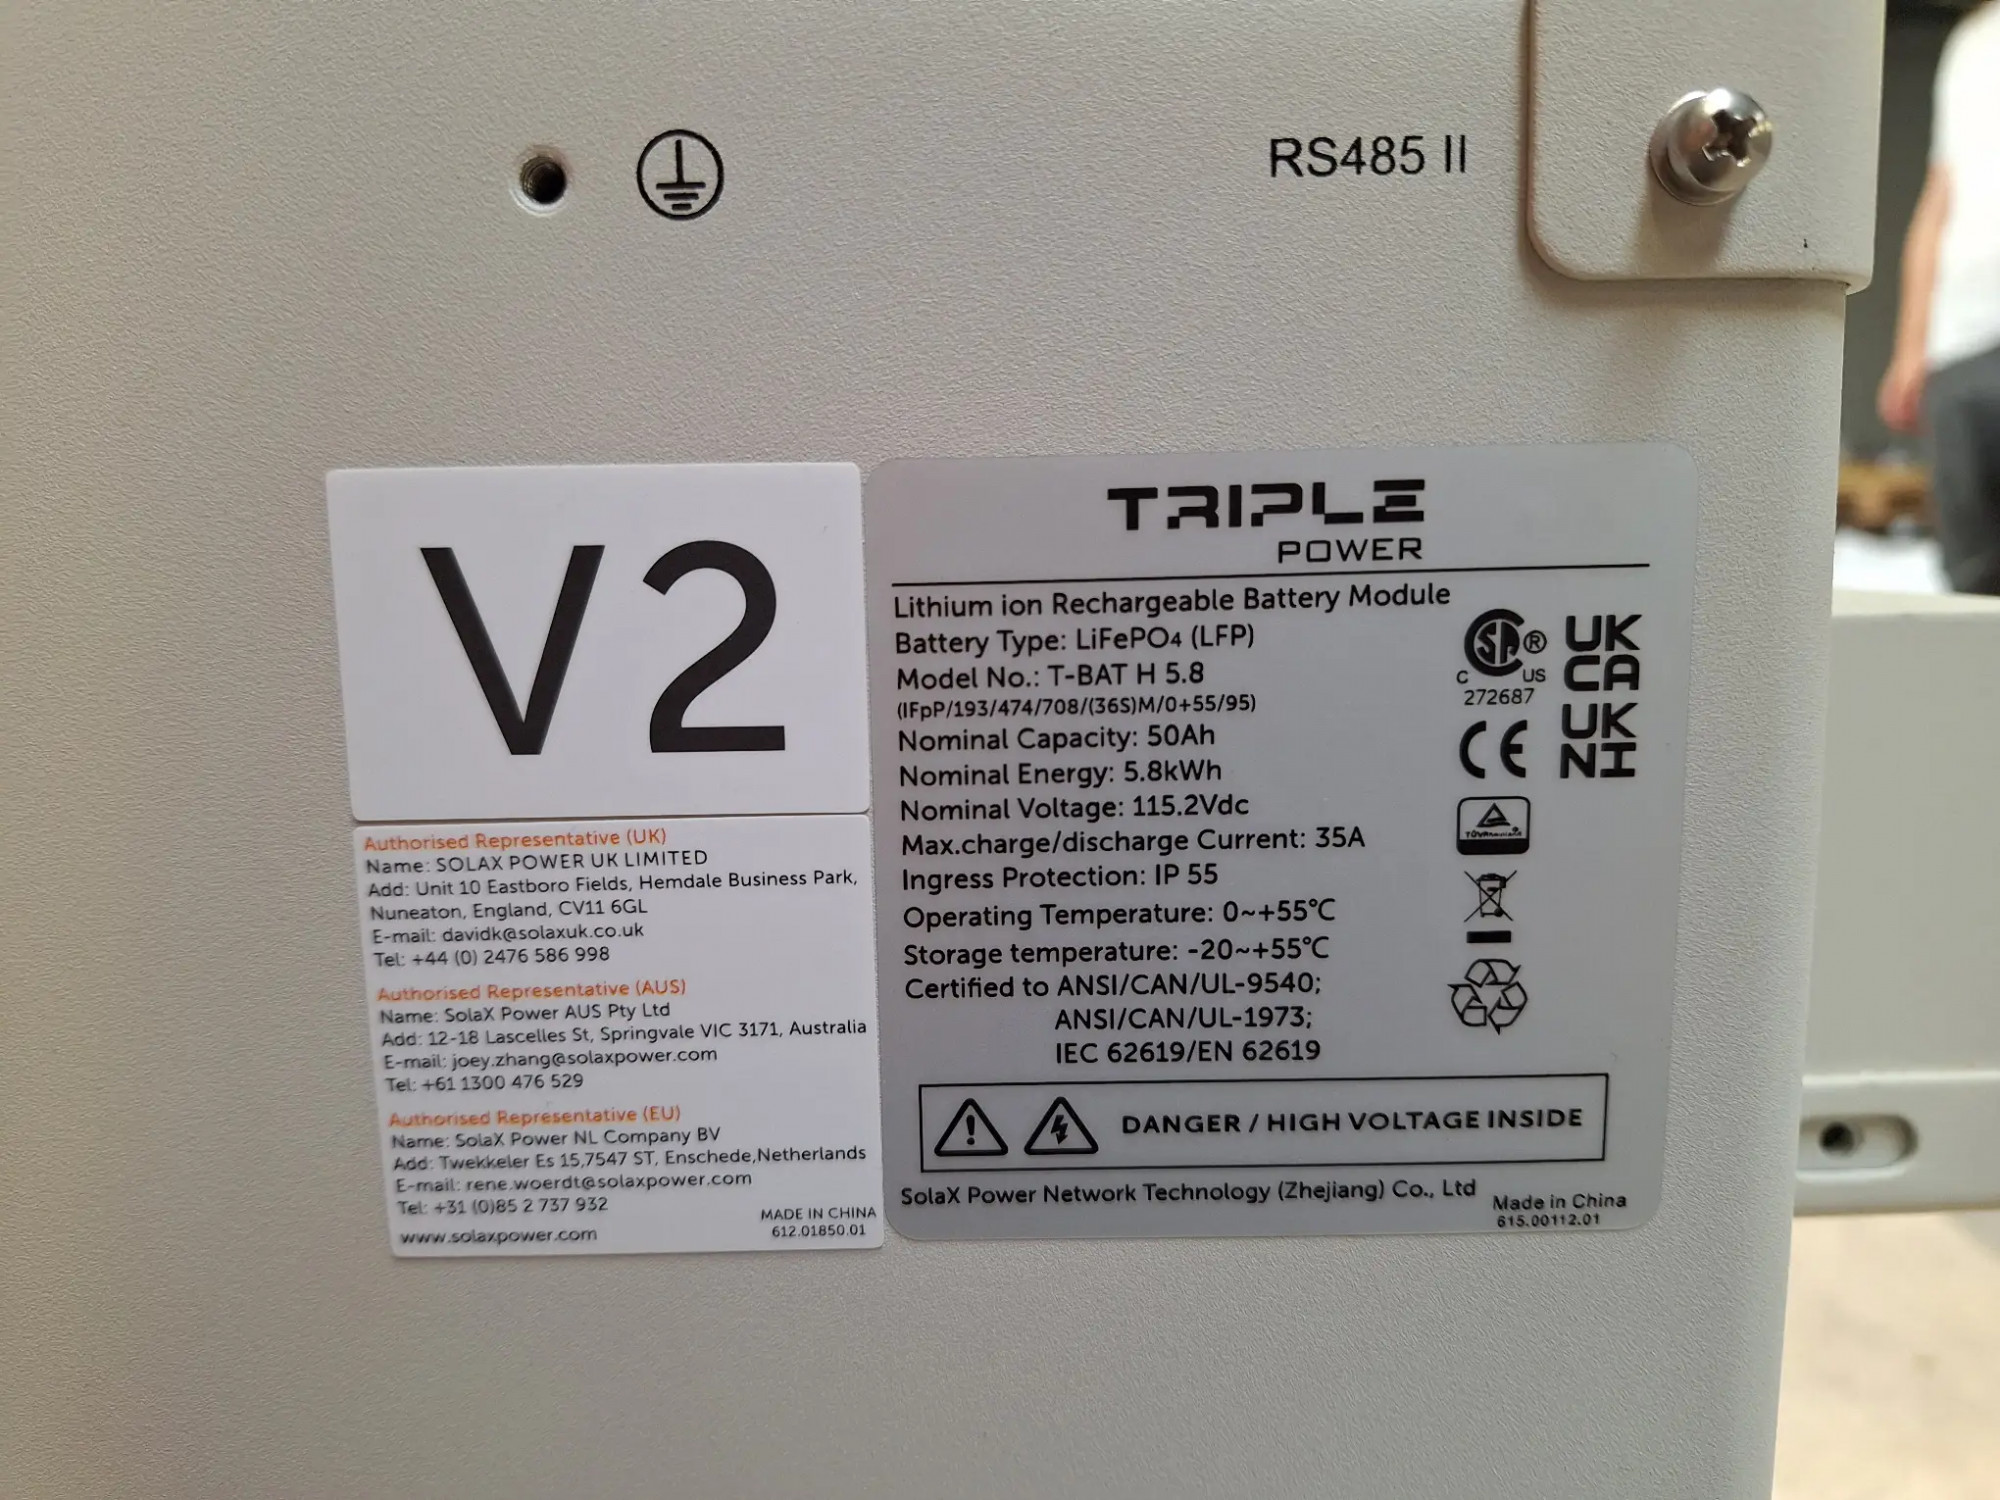 RS485 II
V2
Authorised Representative (UK)
Name: SOLAX POWER UK LIMITED
Add: Unit 10 Eastboro Fields, Hemdale Business Park,
Nuneaton, England, CV11 6GL
E-mail: davidk@solaxuk.co.uk
Tel: +44 (0) 2476 586 998
Authorised Representative (AUS)
Name: SolaX Power AUS Pty Ltd
Add: 12-18 Lascelles St, Springvale VIC 3171, Australia
E-mail: joey.zhang@solaxpower.com
Tel: +61 1300 476 529
Authorised Representative (EU)
Name: SolaX Power NL Company BV
Add: Twekkeler Es 15,7547 ST, Enschede,Netherlands
E-mail: rene.woerdt@solaxpower.com
Tel: +31 (0)85 2 737 932
www.solaxpower.com
MADE IN CHINA
612.01850.01
TRIPLE
POWER
Lithium ion Rechargeable Battery Module
Battery Type: LiFePO4 (LFP)
Model No.: T-BAT H 5.8
(IFpP/193/474/708/(36S)M/0+55/95)
Nominal Capacity: 50Ah
Nominal Energy: 5.8kWh
Nominal Voltage: 115.2Vdc
Max.charge/discharge Current: 35A
Ingress Protection: IP 55
Operating Temperature: 0~+55℃
Storage temperature: -20~+55℃
Certified to ANSI/CAN/UL-9540;
ANSI/CAN/UL-1973;
IEC 62619/EN 62619
SA ®
C US
272687
UK
CA
CE
UK
NI
TÜVRheinland
DANGER / HIGH VOLTAGE INSIDE
SolaX Power Network Technology (Zhejiang) Co., Ltd
Made in China
615.00112.01